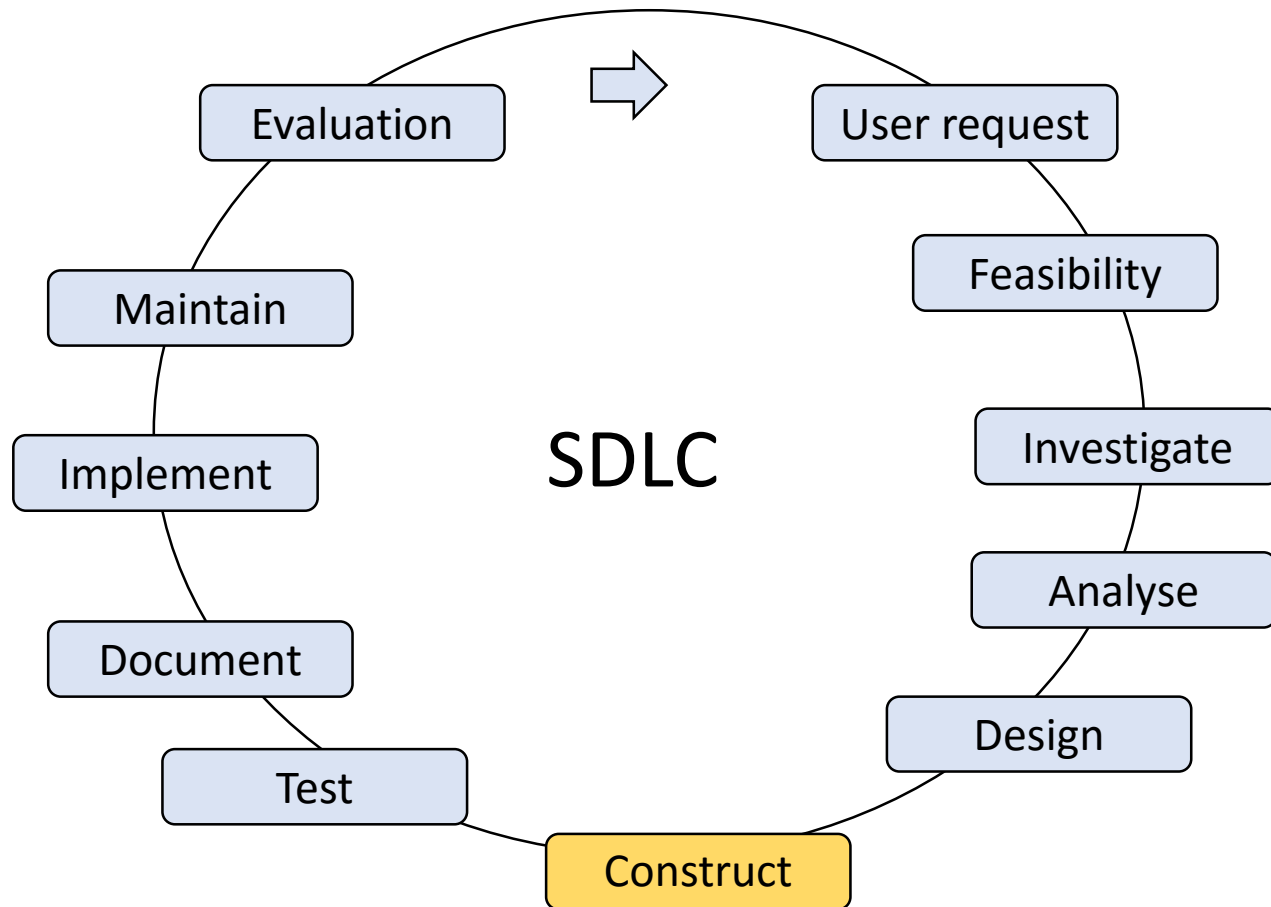 Evaluation
User request
Feasibility
Maintain
Investigate
Implement
SDLC
Analyse
Document
Design
Test
Construct